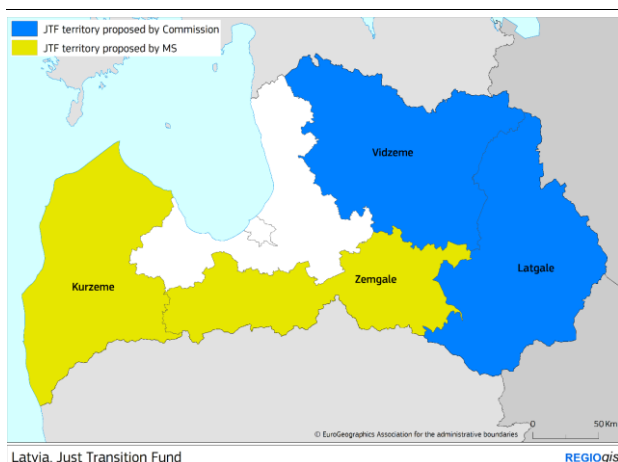 JTF territory proposed by Commission
JTF territory proposed by MS
Vidzeme
Latgale
Zemgale
Kurzeme
© EuroGeographics Association for the administrative boundaries
0 50 Km
Latvia. Just Transition Fund
REGIOgis